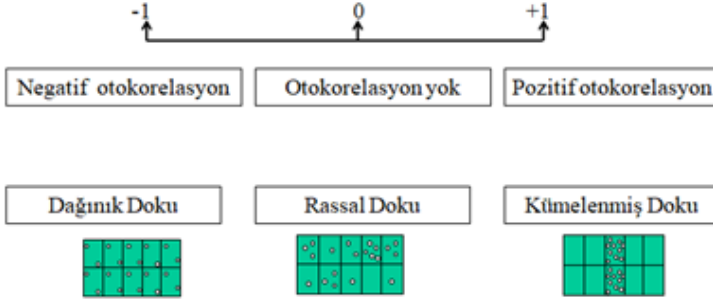 -1 0 +1
Negatif otokorelasyon Otokorelasyon yok Pozitif otokorelasyon
Dağınık Doku Rassal Doku Kümelenmiş Doku